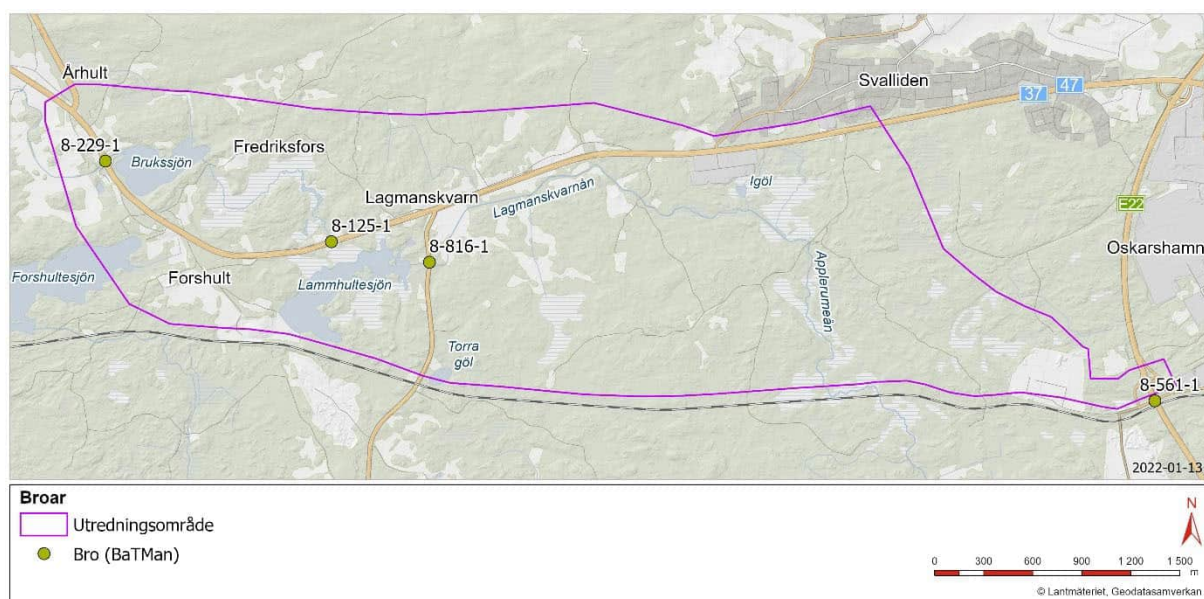 Århult
Svalliden
37
47
8-229-1
Brukssjön
Fredriksfors
Igöl
Lagmanskvarn
Lagmanskvarnån
E22
8-125-1
8-816-1
Oskarshamn
Forshultesjön
Forshult
Lammhultesjön
Applerumeån
Torra
göl
8-561-1
2022-01-13
Broar
Utredningsområde
Bro (BaTMan)
N
0 300 600 900 1 200 1 500
m
© Lantmäteriet, Geodatasamverkan